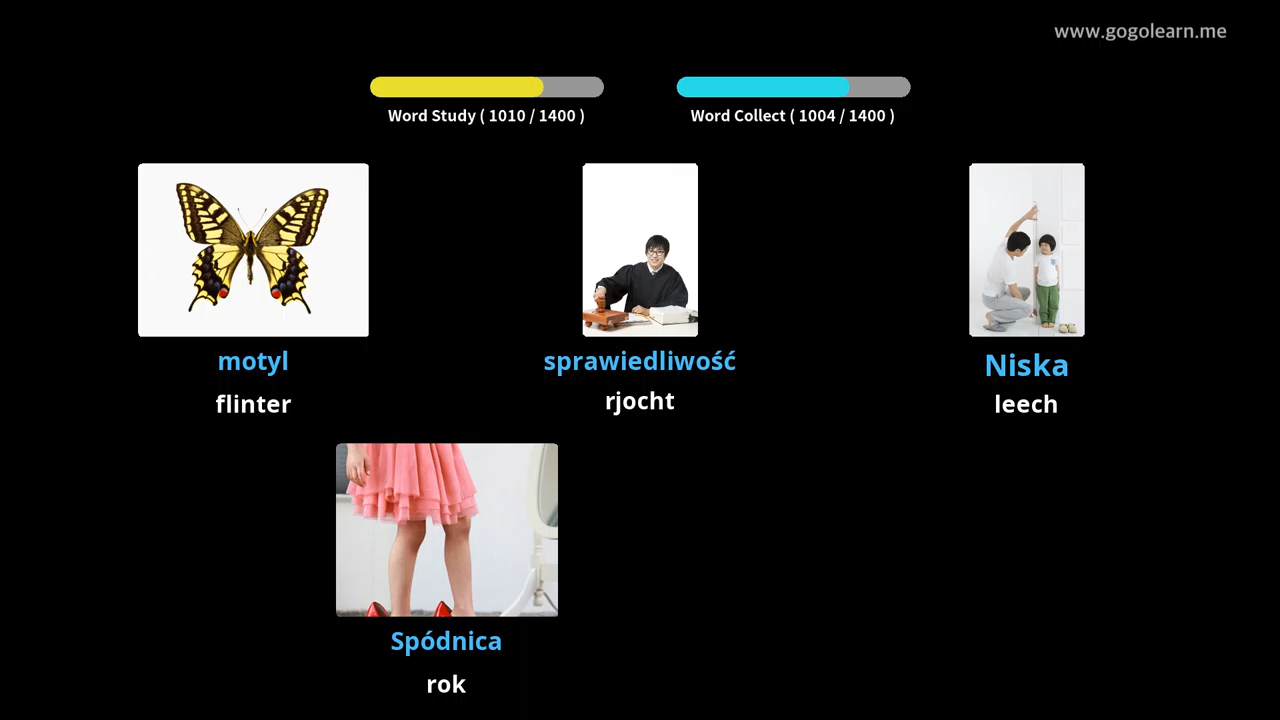 www.gogolearn.me
Word Study ( 1010 / 1400 )
Word Collect ( 1004 / 1400 )
motyl
flinter
sprawiedliwość
rjocht
Niska
leech
Spódnica
rok